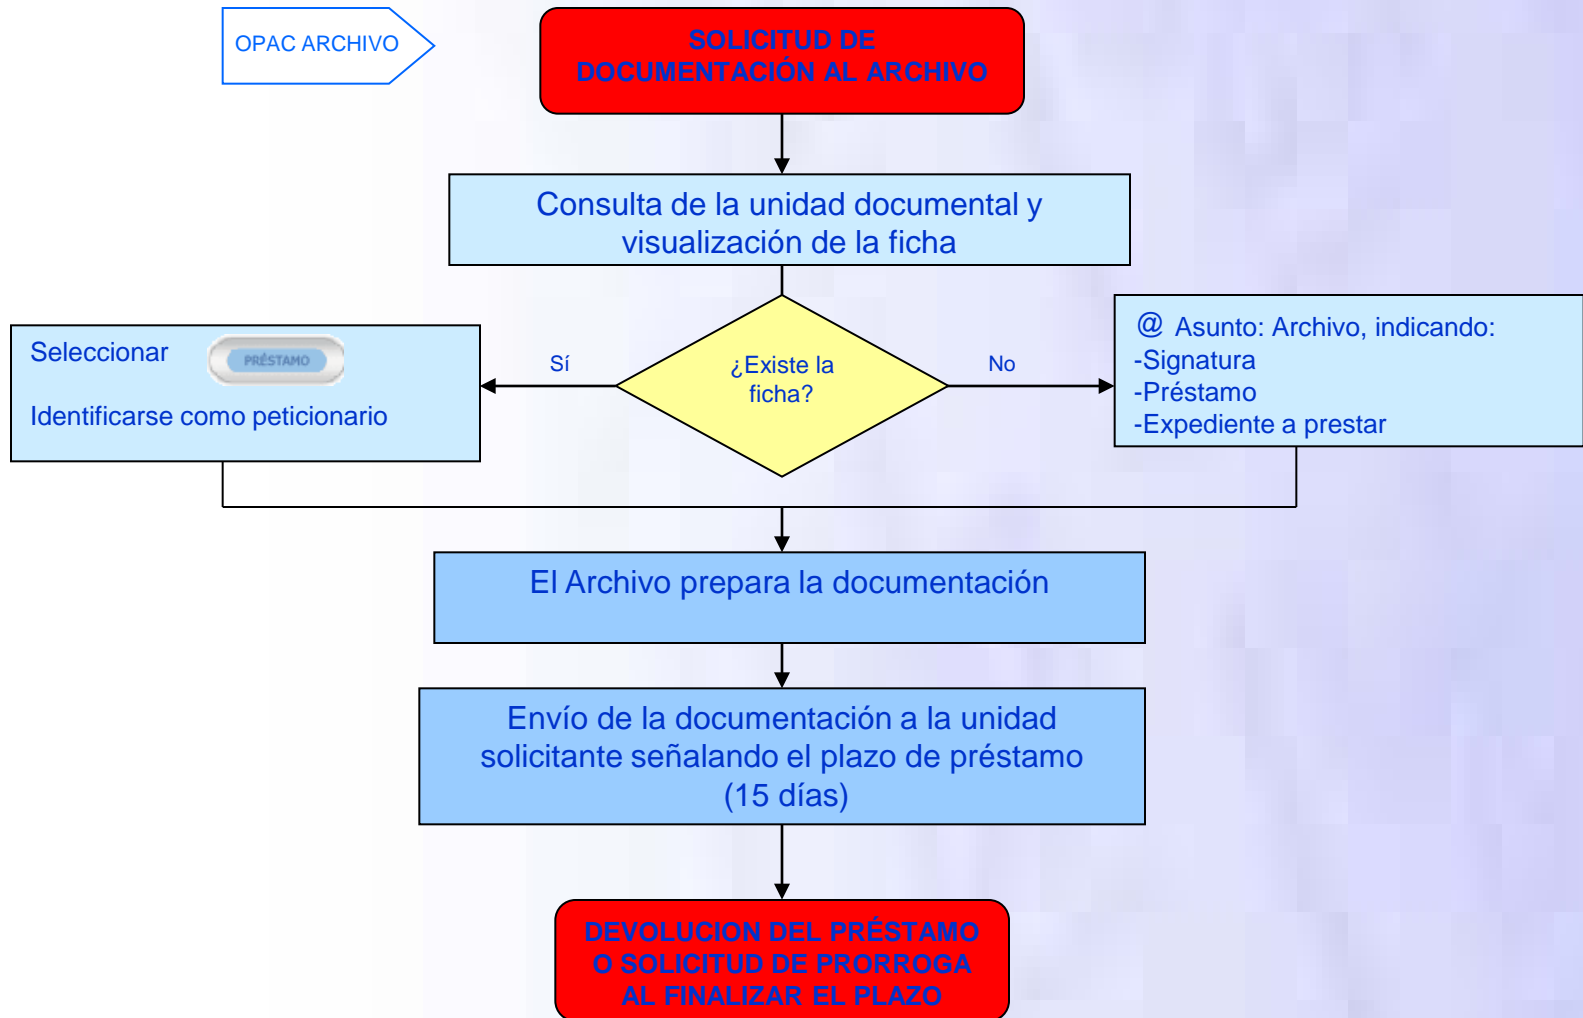 OPAC ARCHIVO
SOLICITUD DE
DOCUMENTACIÓN AL ARCHIVO
Consulta de la unidad documental y
visualización de la ficha
¿Existe la
ficha?
Sí
No
Seleccionar
PRÉSTAMO
Identificarse como peticionario
@ Asunto: Archivo, indicando:
-Signatura
-Préstamo
-Expediente a prestar
El Archivo prepara la documentación
Envío de la documentación a la unidad
solicitante señalando el plazo de préstamo
(15 días)
DEVOLUCION DEL PRÉSTAMO
O SOLICITUD DE PRORROGA
AL FINALIZAR EL PLAZO